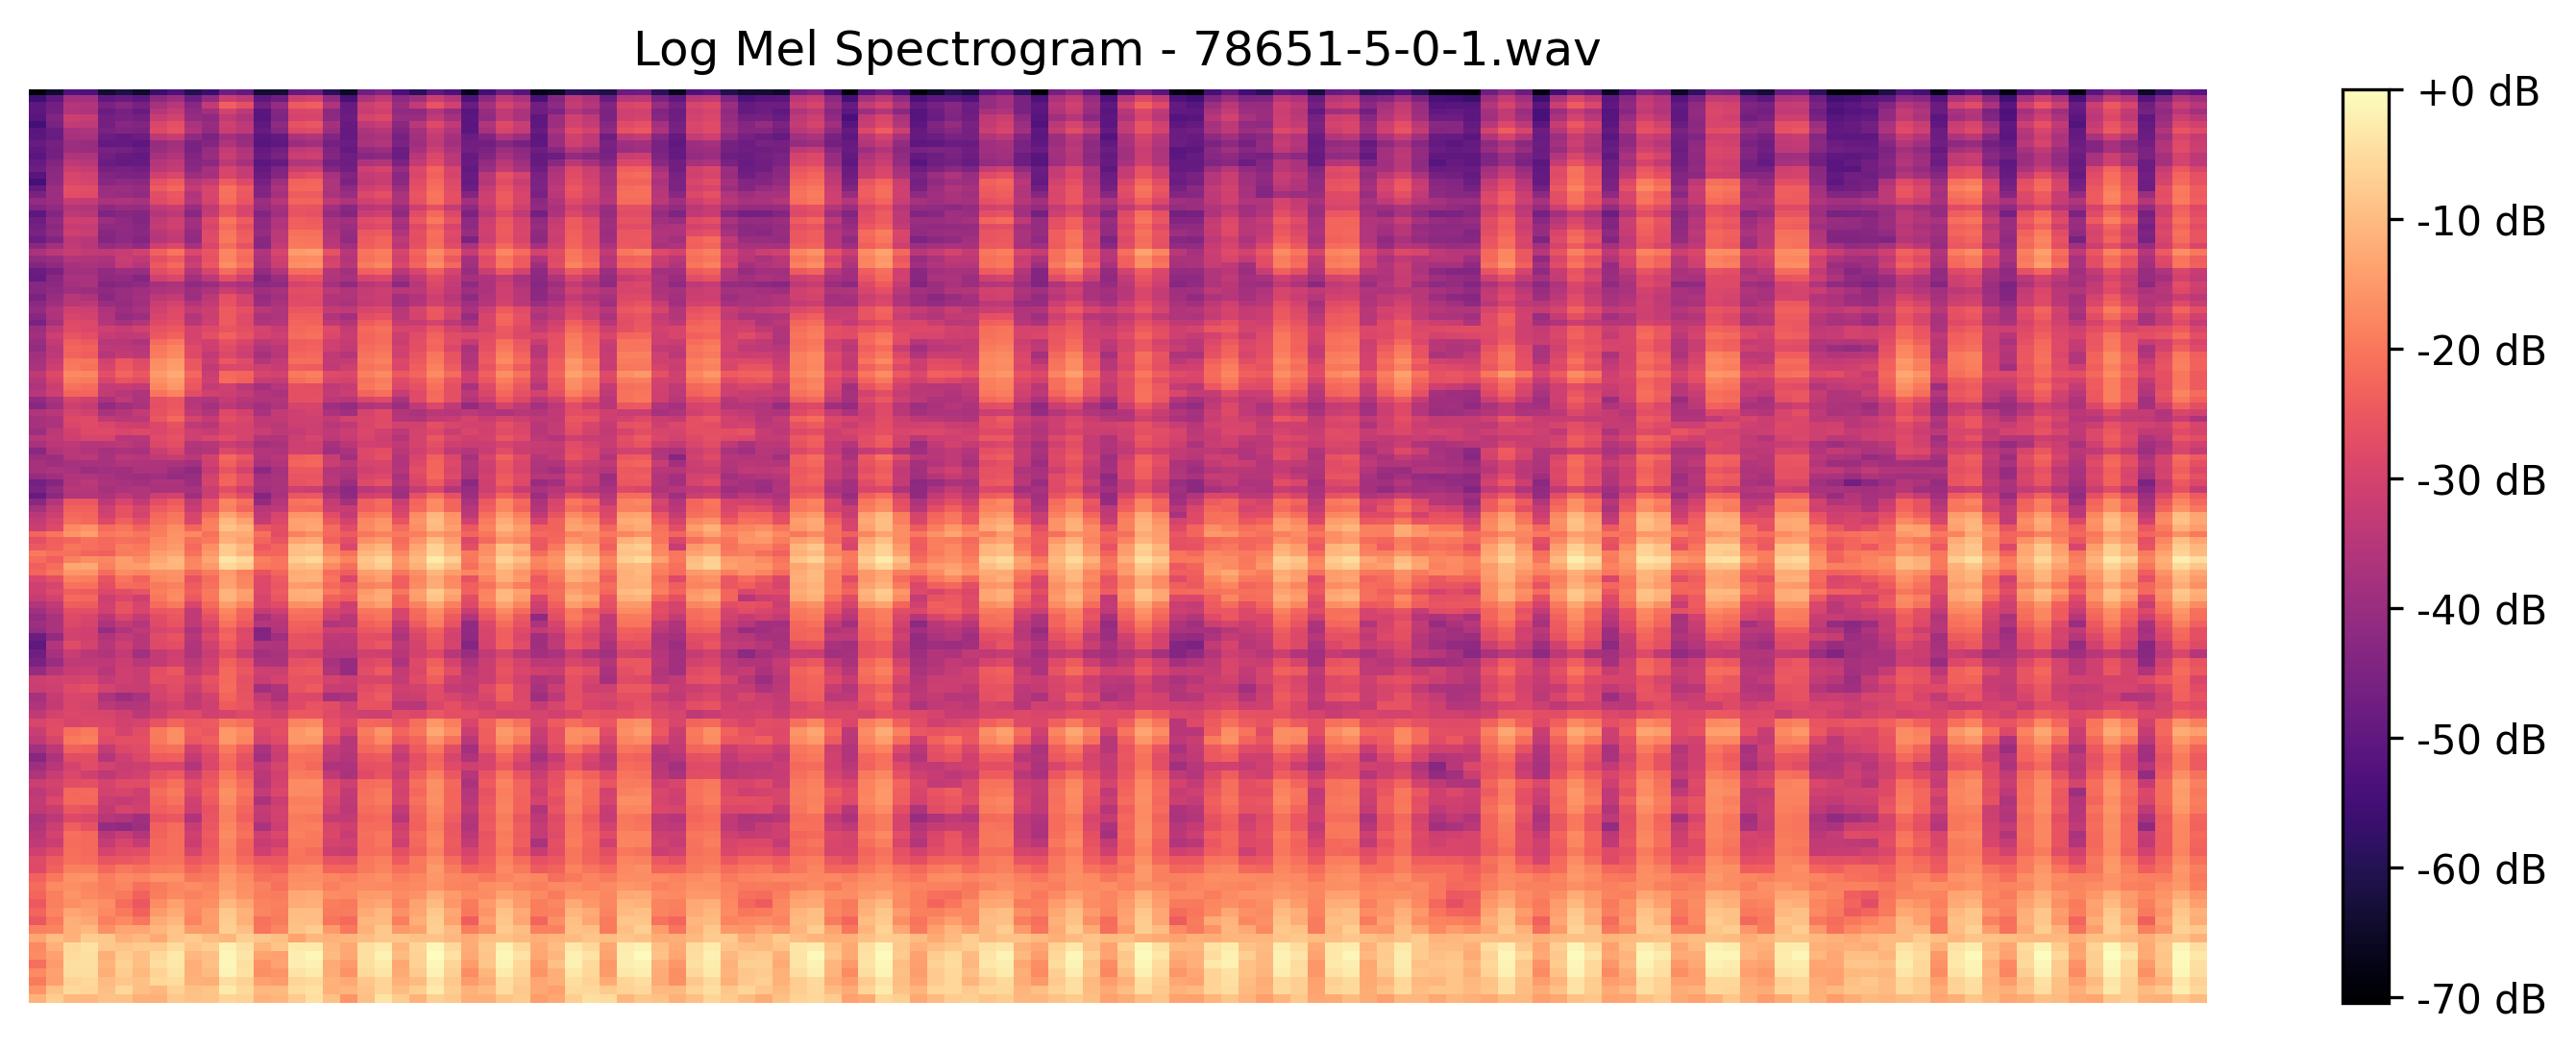 Log Mel Spectrogram - 78651-5-0-1.wav
+0 dB
-10 dB
-20 dB
-30 dB
-40 dB
-50 dB
-60 dB
-70 dB